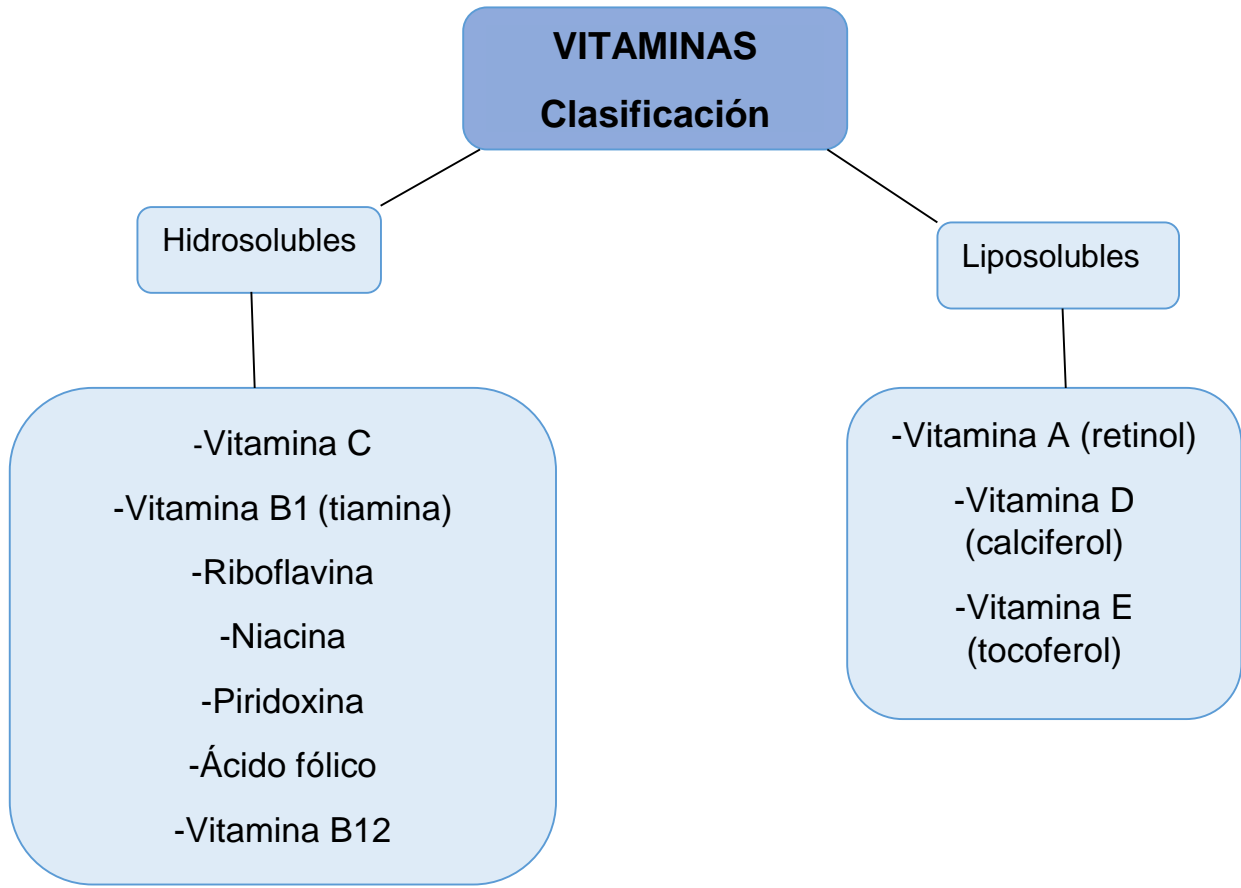 VITAMINAS
Clasificación
Hidrosolubles
Liposolubles
-Vitamina C
-Vitamina B1 (tiamina)
-Riboflavina
-Niacina
-Piridoxina
-Ácido fólico
-Vitamina B12
-Vitamina A (retinol)
-Vitamina D
(calciferol)
-Vitamina E
(tocoferol)